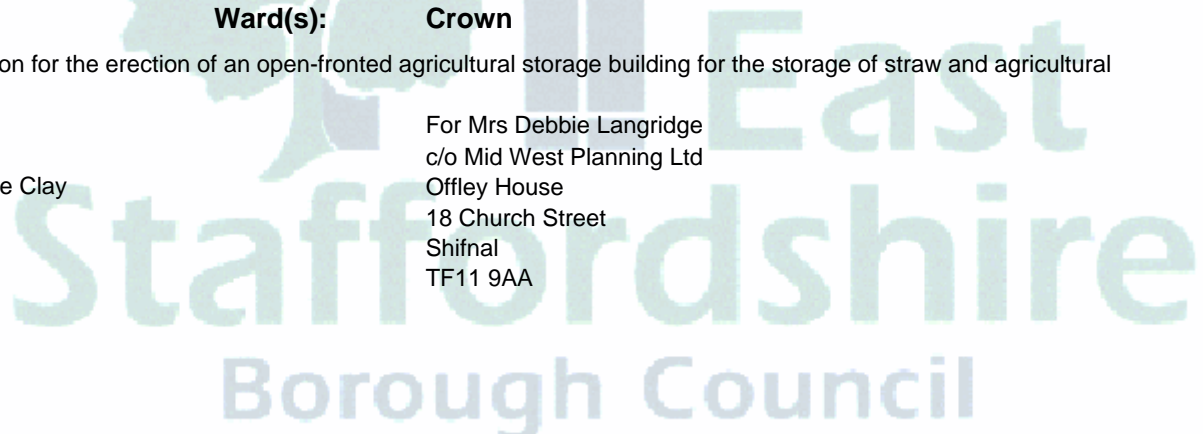 Ward(s): Crown
on for the erection of an open-fronted agricultural storage building for the storage of straw and agricultural
For Mrs Debbie Langridge
c/o Mid West Planning Ltd
e Clay
Offley House
18 Church Street
Shifnal
TF11 9AA
East
Staffordshire
Borough Council